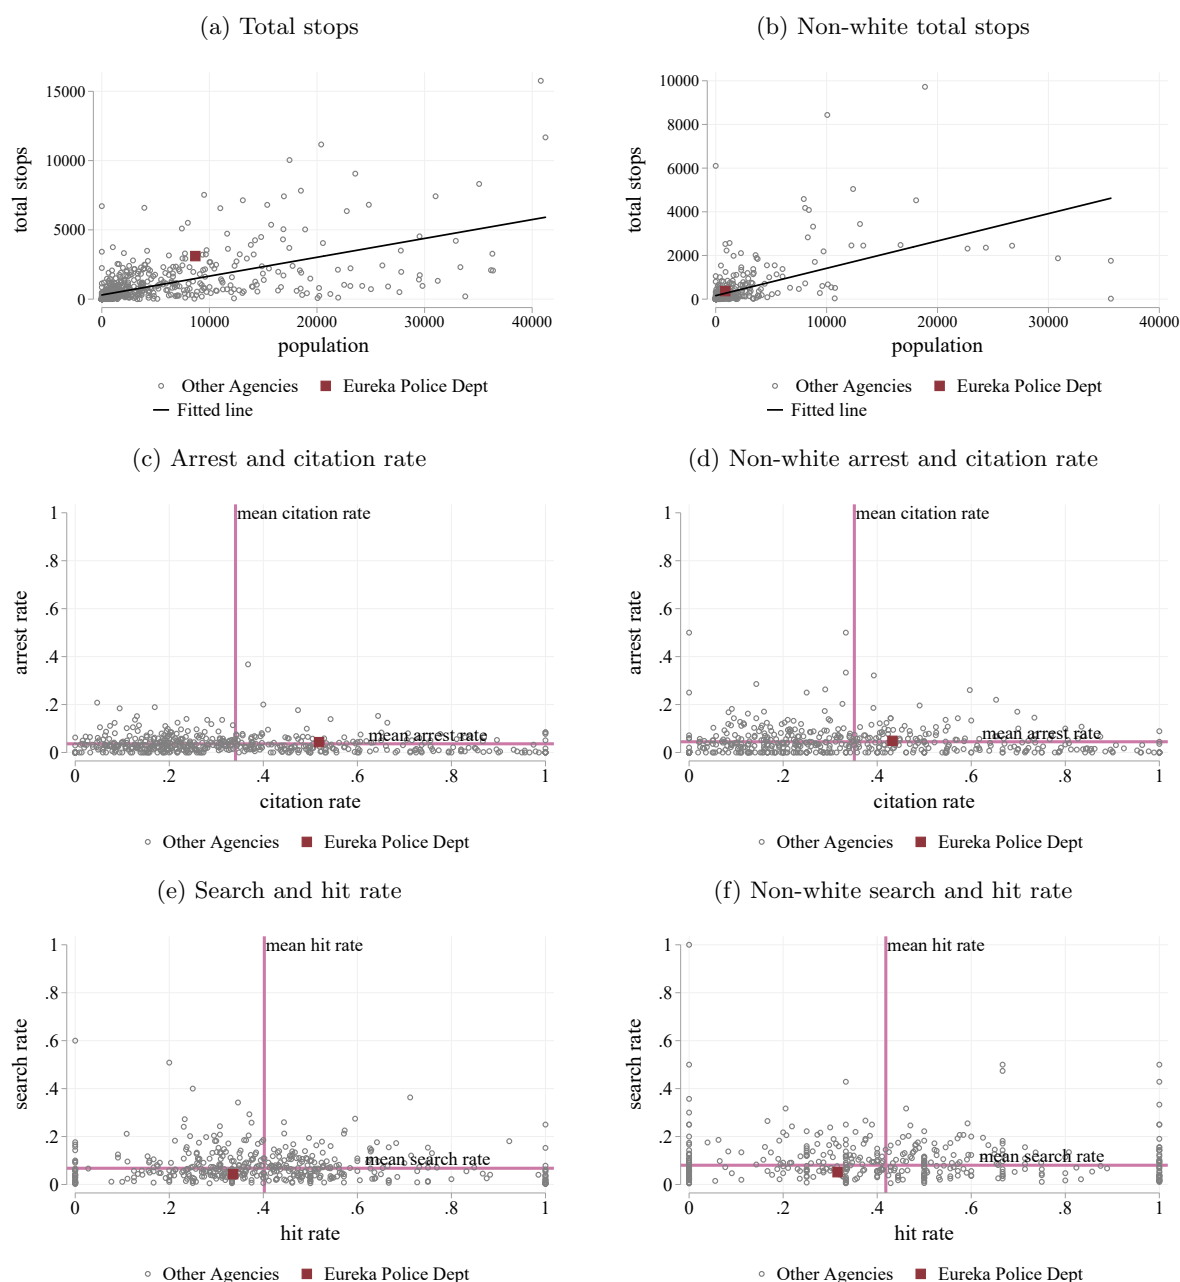 (a) Total stops
(b) Non-white total stops
15000
10000
5000
0
total stops
0
10000
20000
30000
40000
population
Other Agencies
Eureka Police Dept
Fitted line
10000
8000
6000
4000
2000
0
total stops
0
10000
20000
30000
40000
population
Other Agencies
Eureka Police Dept
Fitted line
(c) Arrest and citation rate
(d) Non-white arrest and citation rate
1
.8
.6
.4
.2
0
arrest rate
mean citation rate
mean arrest rate
0
.2
.4
.6
.8
1
citation rate
Other Agencies
Eureka Police Dept
1
.8
.6
.4
.2
0
arrest rate
mean citation rate
mean arrest rate
0
.2
.4
.6
.8
1
citation rate
Other Agencies
Eureka Police Dept
(e) Search and hit rate
(f) Non-white search and hit rate
1
.8
.6
.4
.2
0
search rate
mean hit rate
mean search rate
0
.2
.4
.6
.8
1
hit rate
Other Agencies
Eureka Police Dept
1
.8
.6
.4
.2
0
search rate
mean hit rate
mean search rate
0
.2
.4
.6
.8
1
hit rate
Other Agencies
Eureka Police Dept